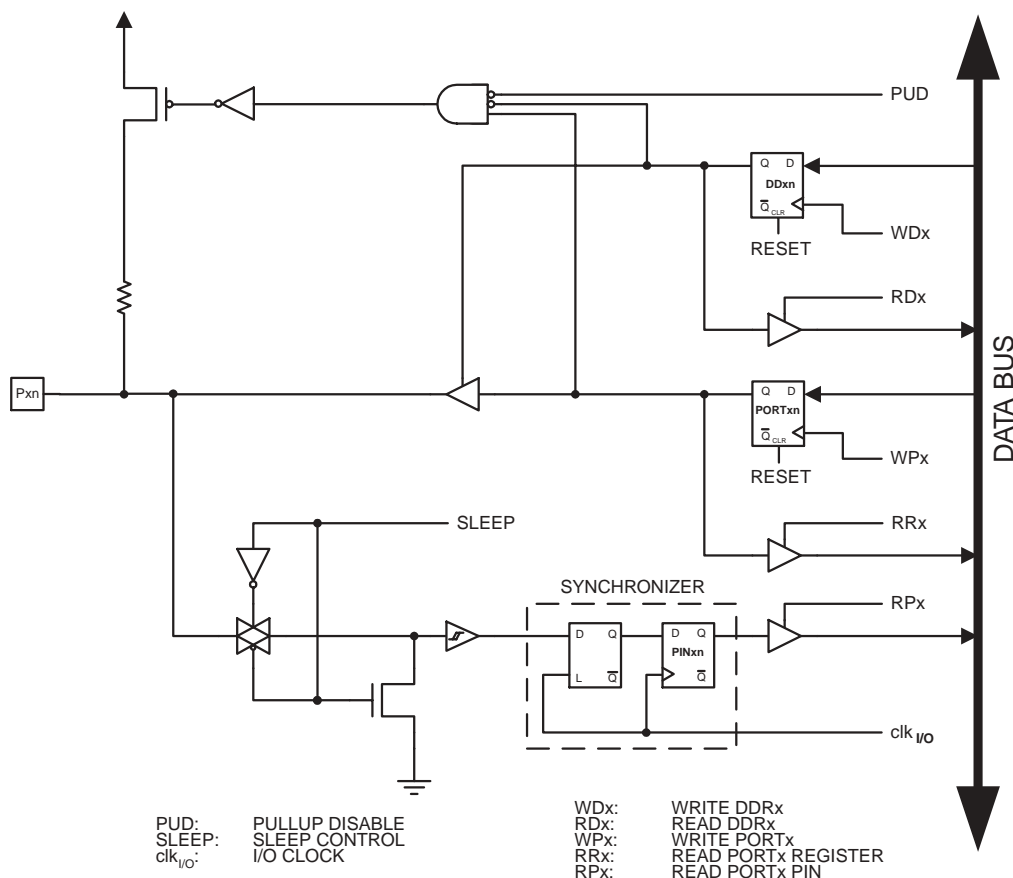 PUD
Q D
DDxn
Q CLR
WDx
RESET
RDx
DATA BUS
Pxn
Q D
PORTxn
Q CLR
WPx
RESET
SLEEP
RRx
SYNCHRONIZER
RPx
D Q
L Q
D Q
PINxn
Q
clk I/O
PUD: PULLUP DISABLE
SLEEP: SLEEP CONTROL
clkI/O: I/O CLOCK
WDx: WRITE DDRx
RDx: READ DDRx
WPx: WRITE PORTx
RRx: READ PORTx REGISTER
RPx: READ PORTx PIN